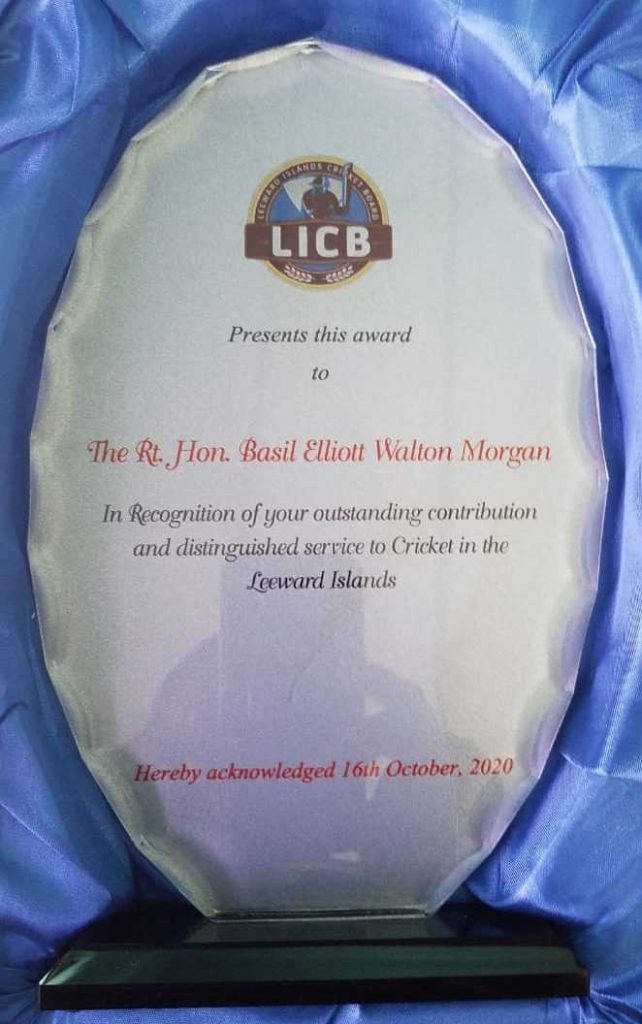 LEEWARD ISLANDS CRICKET BOARD
LICB
Presents this award
to
The Rt. Hon. Basil Elliott Walton Morgan
In Recognition of your outstanding contribution
and distinguished service to Cricket in the
Leeward Islands
Hereby acknowledged 16th October, 2020